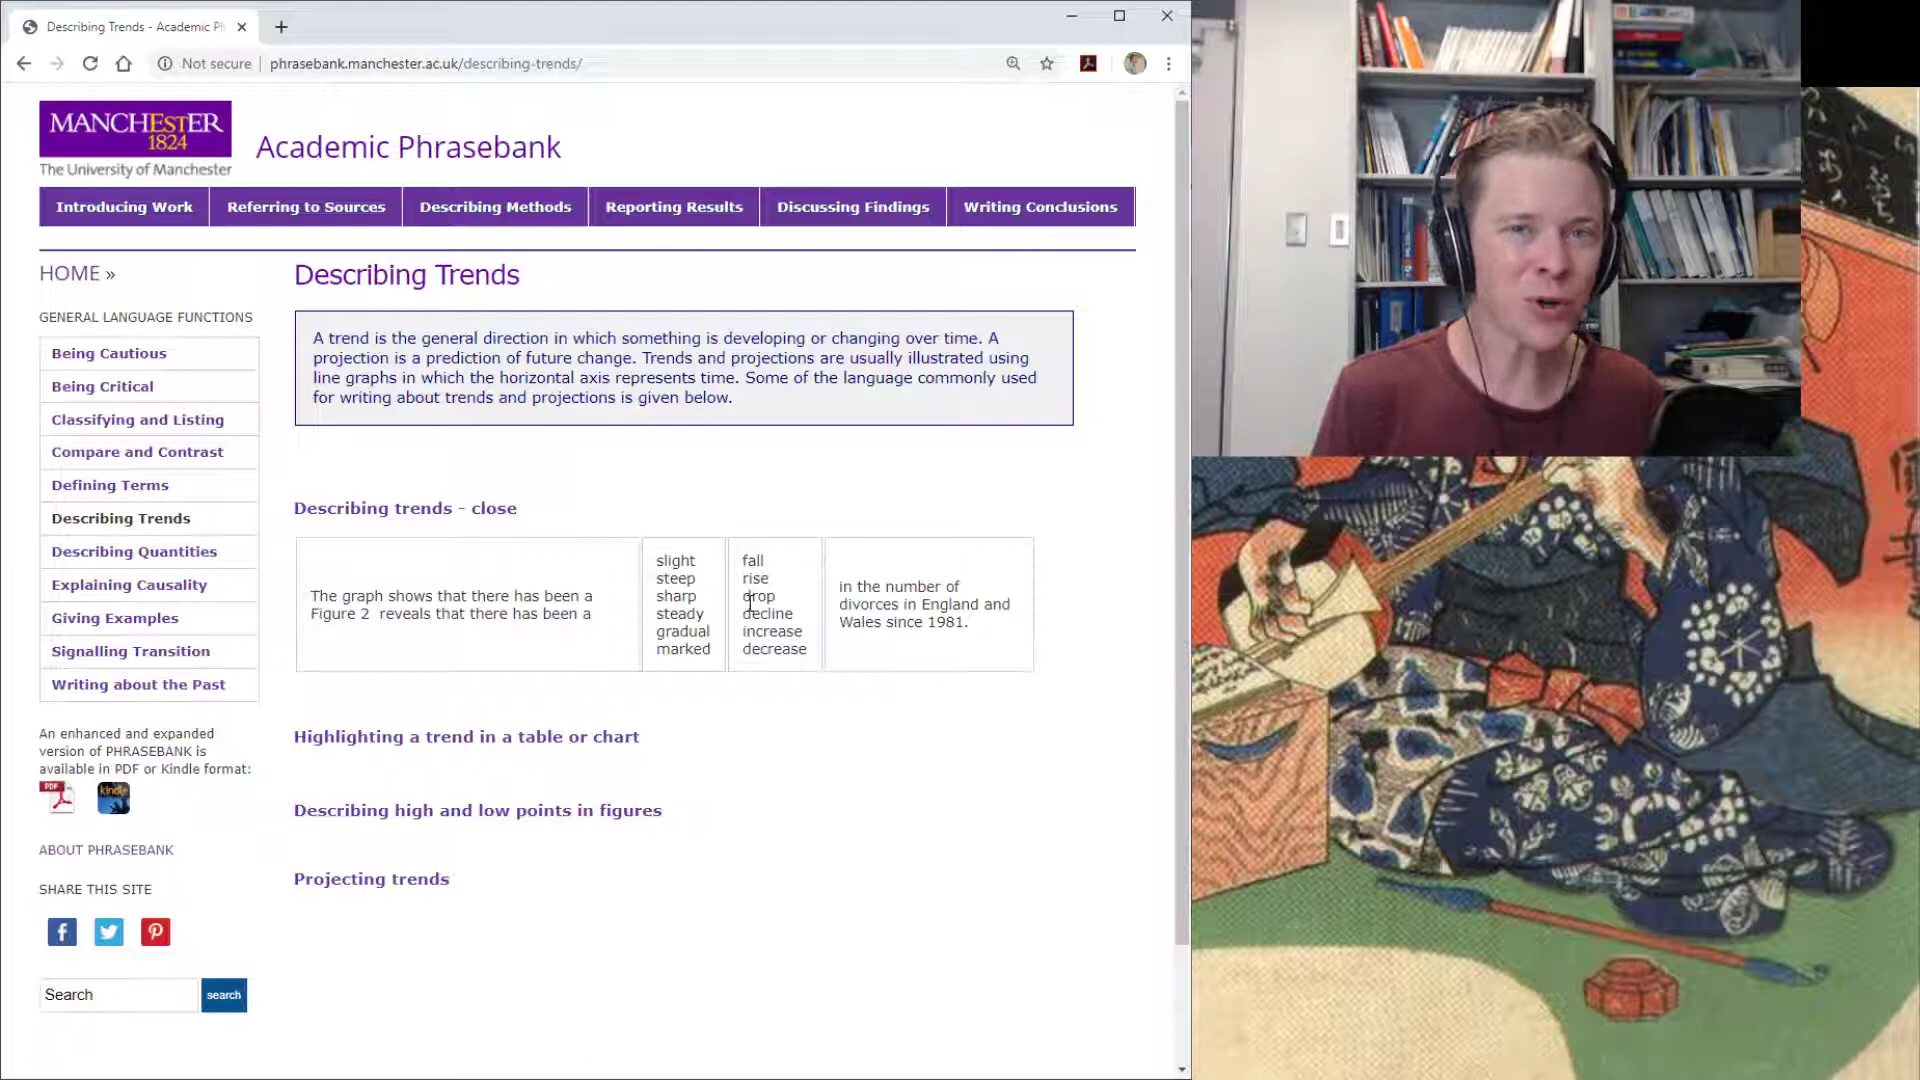 Describing Trends - Academic P
Not secure
phrasebank.manchester.ac.uk/describing-trends/
MANCHESTER
1824
The University of Manchester
Academic Phrasebank
Introducing Work
Referring to Sources
Describing Methods
Reporting Results
Discussing Findings
Writing Conclusions
HOME »
GENERAL LANGUAGE FUNCTIONS
Being Cautious
Being Critical
Classifying and Listing
Compare and Contrast
Defining Terms
Describing Trends
Describing Quantities
Explaining Causality
Giving Examples
Signalling Transition
Writing about the Past
An enhanced and expanded
version of PHRASEBANK is
available in PDF or Kindle format:
PDF
kindle
ABOUT PHRASEBANK
SHARE THIS SITE
Search
search
Describing Trends
A trend is the general direction in which something is developing or changing over time. A
projection is a prediction of future change. Trends and projections are usually illustrated using
line graphs in which the horizontal axis represents time. Some of the language commonly used
for writing about trends and projections is given below.
Describing trends - close
The graph shows that there has been a
Figure 2  reveals that there has been a
slight
steep
sharp
steady
gradual
marked
fall
rise
drop
decline
increase
decrease
in the number of
divorces in England and
Wales since 1981.
Highlighting a trend in a table or chart
Describing high and low points in figures
Projecting trends